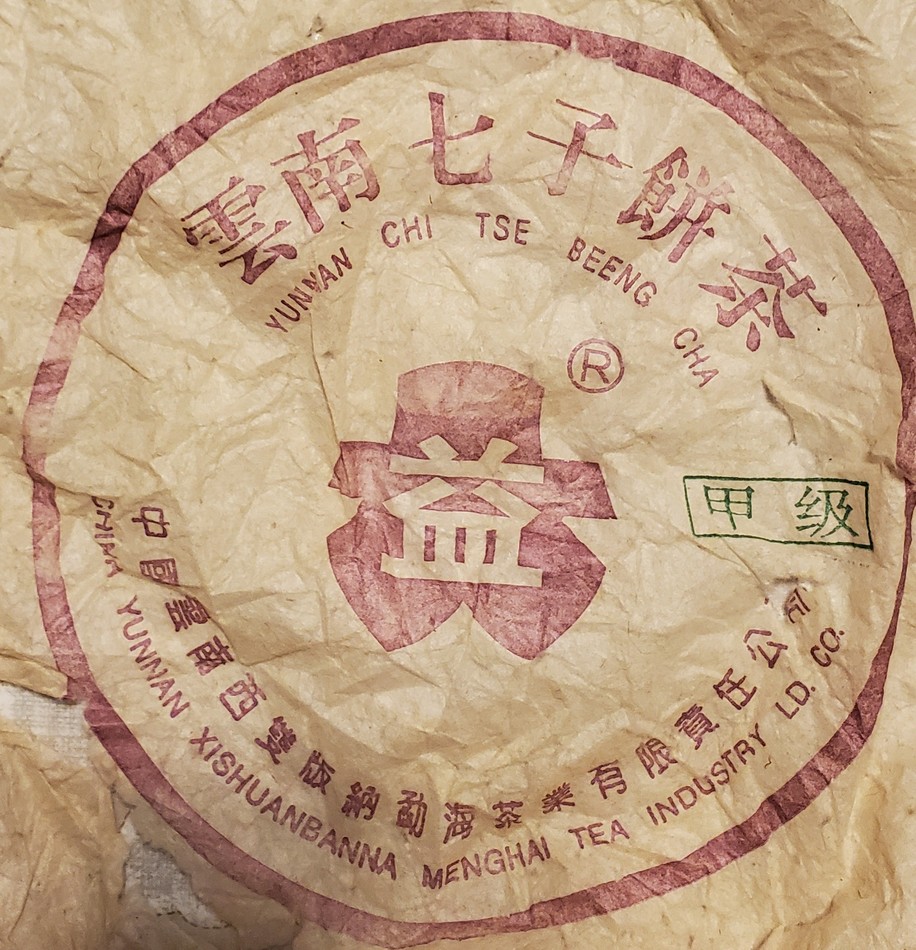 雲南七子餅茶
YUNNAN CHI TSE BEENG CHA
®
益
甲级
中國雲南西雙版納勐海茶業有限責任公司
CHINA YUNNAN XISHUANBANNA MENGHAI TEA INDUSTRY LD. CO.